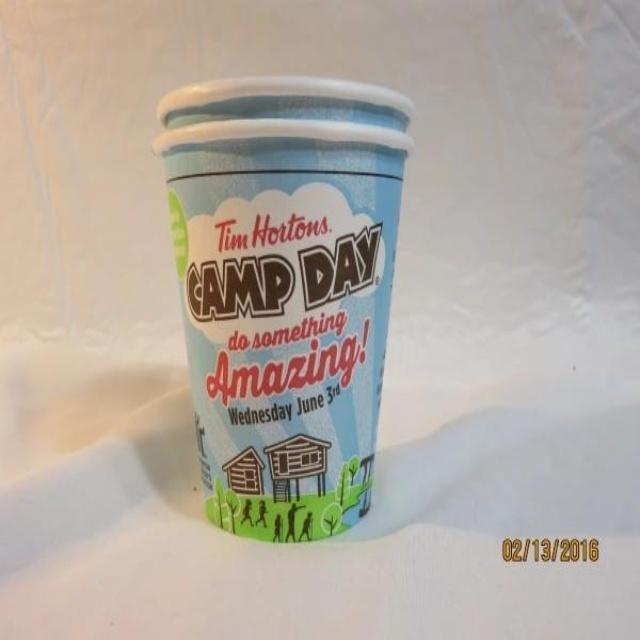 Tim Hortons.
CAMP DAY
do something
Amazing!
Wednesday June 3rd
02/13/2016